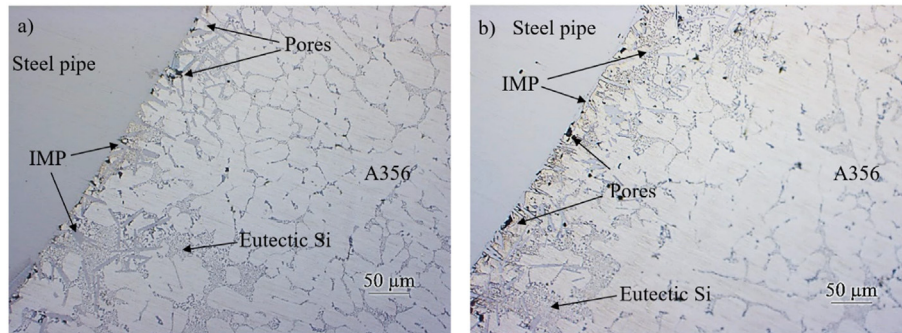 a)
Steel pipe
Pores
IMP
A356
Eutectic Si
50 µm
b)
Steel pipe
IMP
A356
Pores
Eutectic Si
50 µm